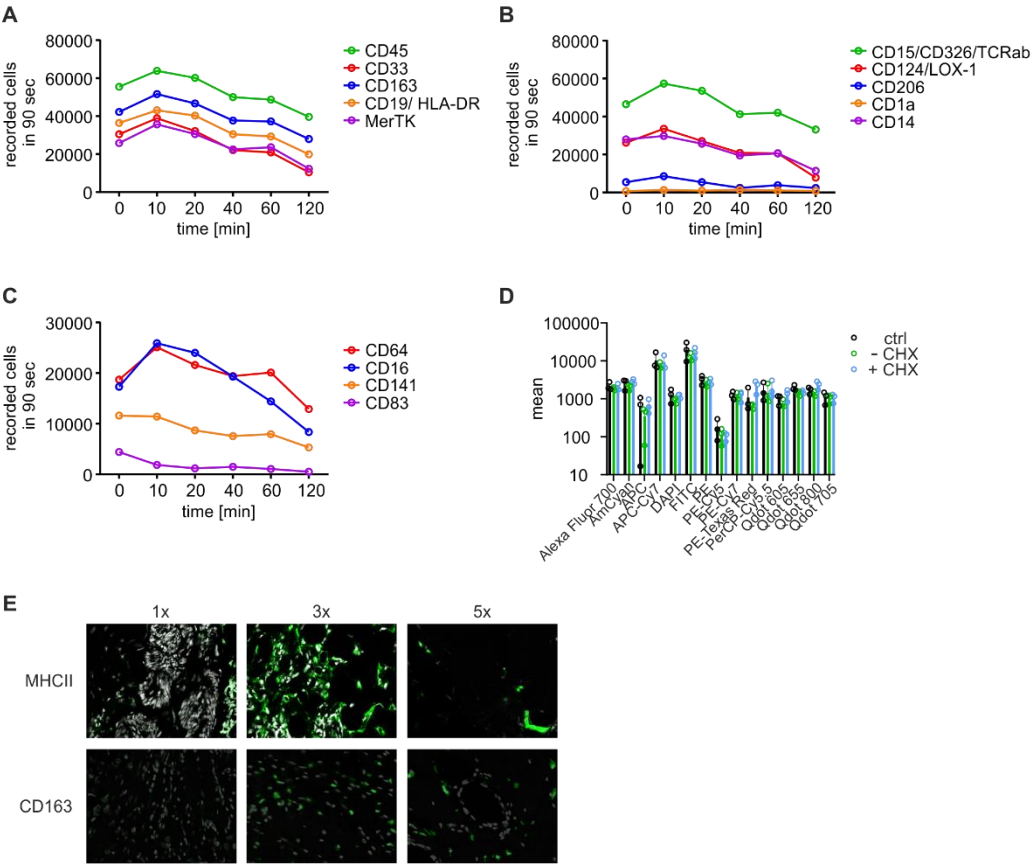 A
80000
60000
40000
20000
0
recorded cells
in 90 sec
0 10 20 40 60 120
time [min]
CD45
CD33
CD163
CD19/ HLA-DR
MerTK
B
80000
60000
40000
20000
0
recorded cells
in 90 sec
0 10 20 40 60 120
time [min]
CD15/CD326/TCRab
CD124/LOX-1
CD206
CD1a
CD14
C
30000
20000
10000
0
recorded cells
in 90 sec
0 10 20 40 60 120
time [min]
CD64
CD16
CD141
CD83
D
100000
10000
1000
100
10
mean
Alexa Fluor 700
AmCyan
APC
APC-Cy7
DAPI
FITC
PE
PE-Cy5
PE-Cy7
PE-Texas Red
PerCP-Cy5.5
Qdot 605
Qdot 655
Qdot 800
Qdot 705
ctrl
– CHX
+ CHX
E
1x 3x 5x
MHCII
CD163